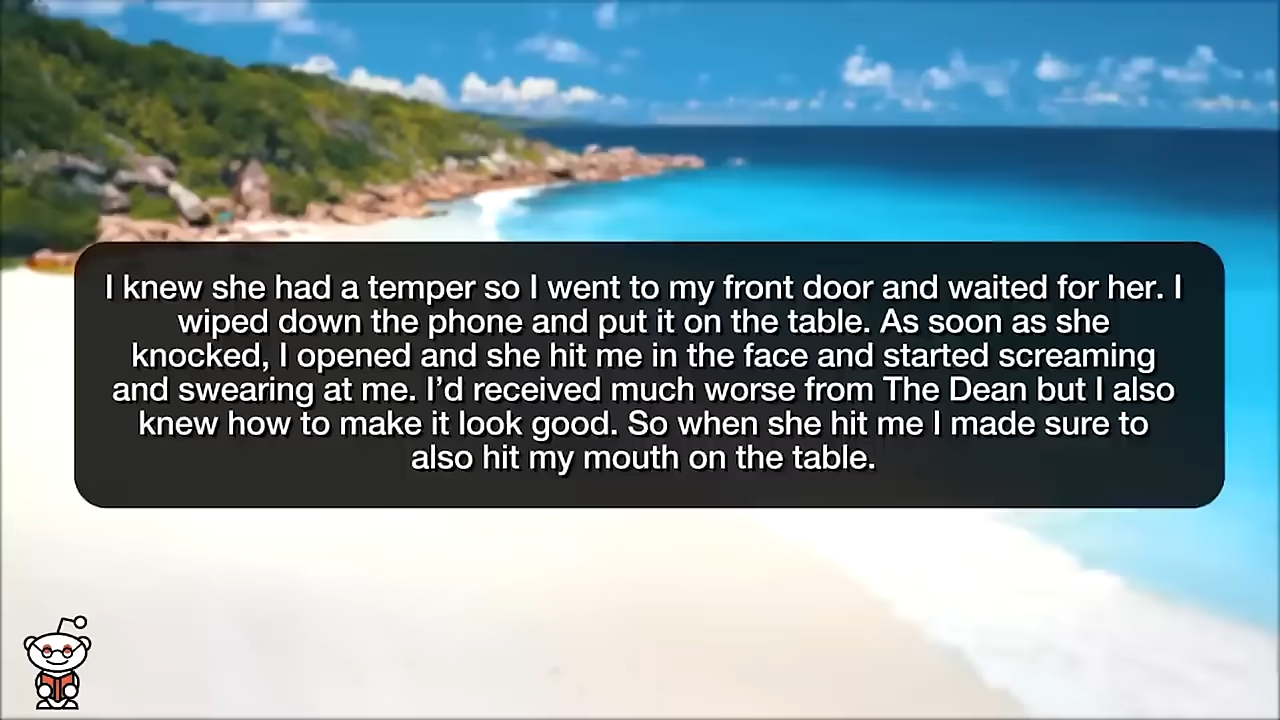 I knew she had a temper so I went to my front door and waited for her. I
wiped down the phone and put it on the table. As soon as she
knocked, I opened and she hit me in the face and started screaming
and swearing at me. I’d received much worse from The Dean but I also
knew how to make it look good. So when she hit me I made sure to
also hit my mouth on the table.